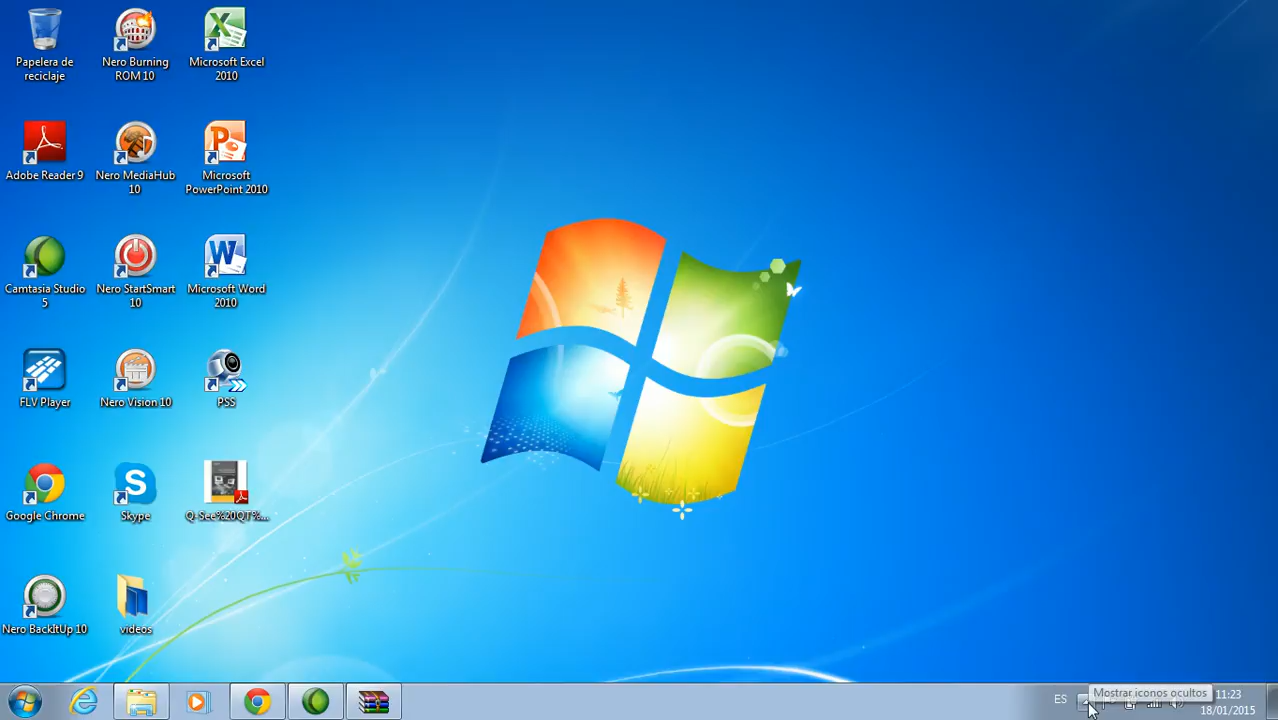 Papelera de
reciclaje
Nero Burning
ROM 10
Microsoft Excel
2010
Adobe Reader 9
Nero MediaHub
10
Microsoft
PowerPoint 2010
Camtasia Studio
5
Nero StartSmart
10
Microsoft Word
2010
FLV Player
Nero Vision 10
PSS
Google Chrome
Skype
Q-See%20QT%...
Nero BackItUp 10
videos
ES
Mostrar iconos ocultos
11:23
18/01/2015